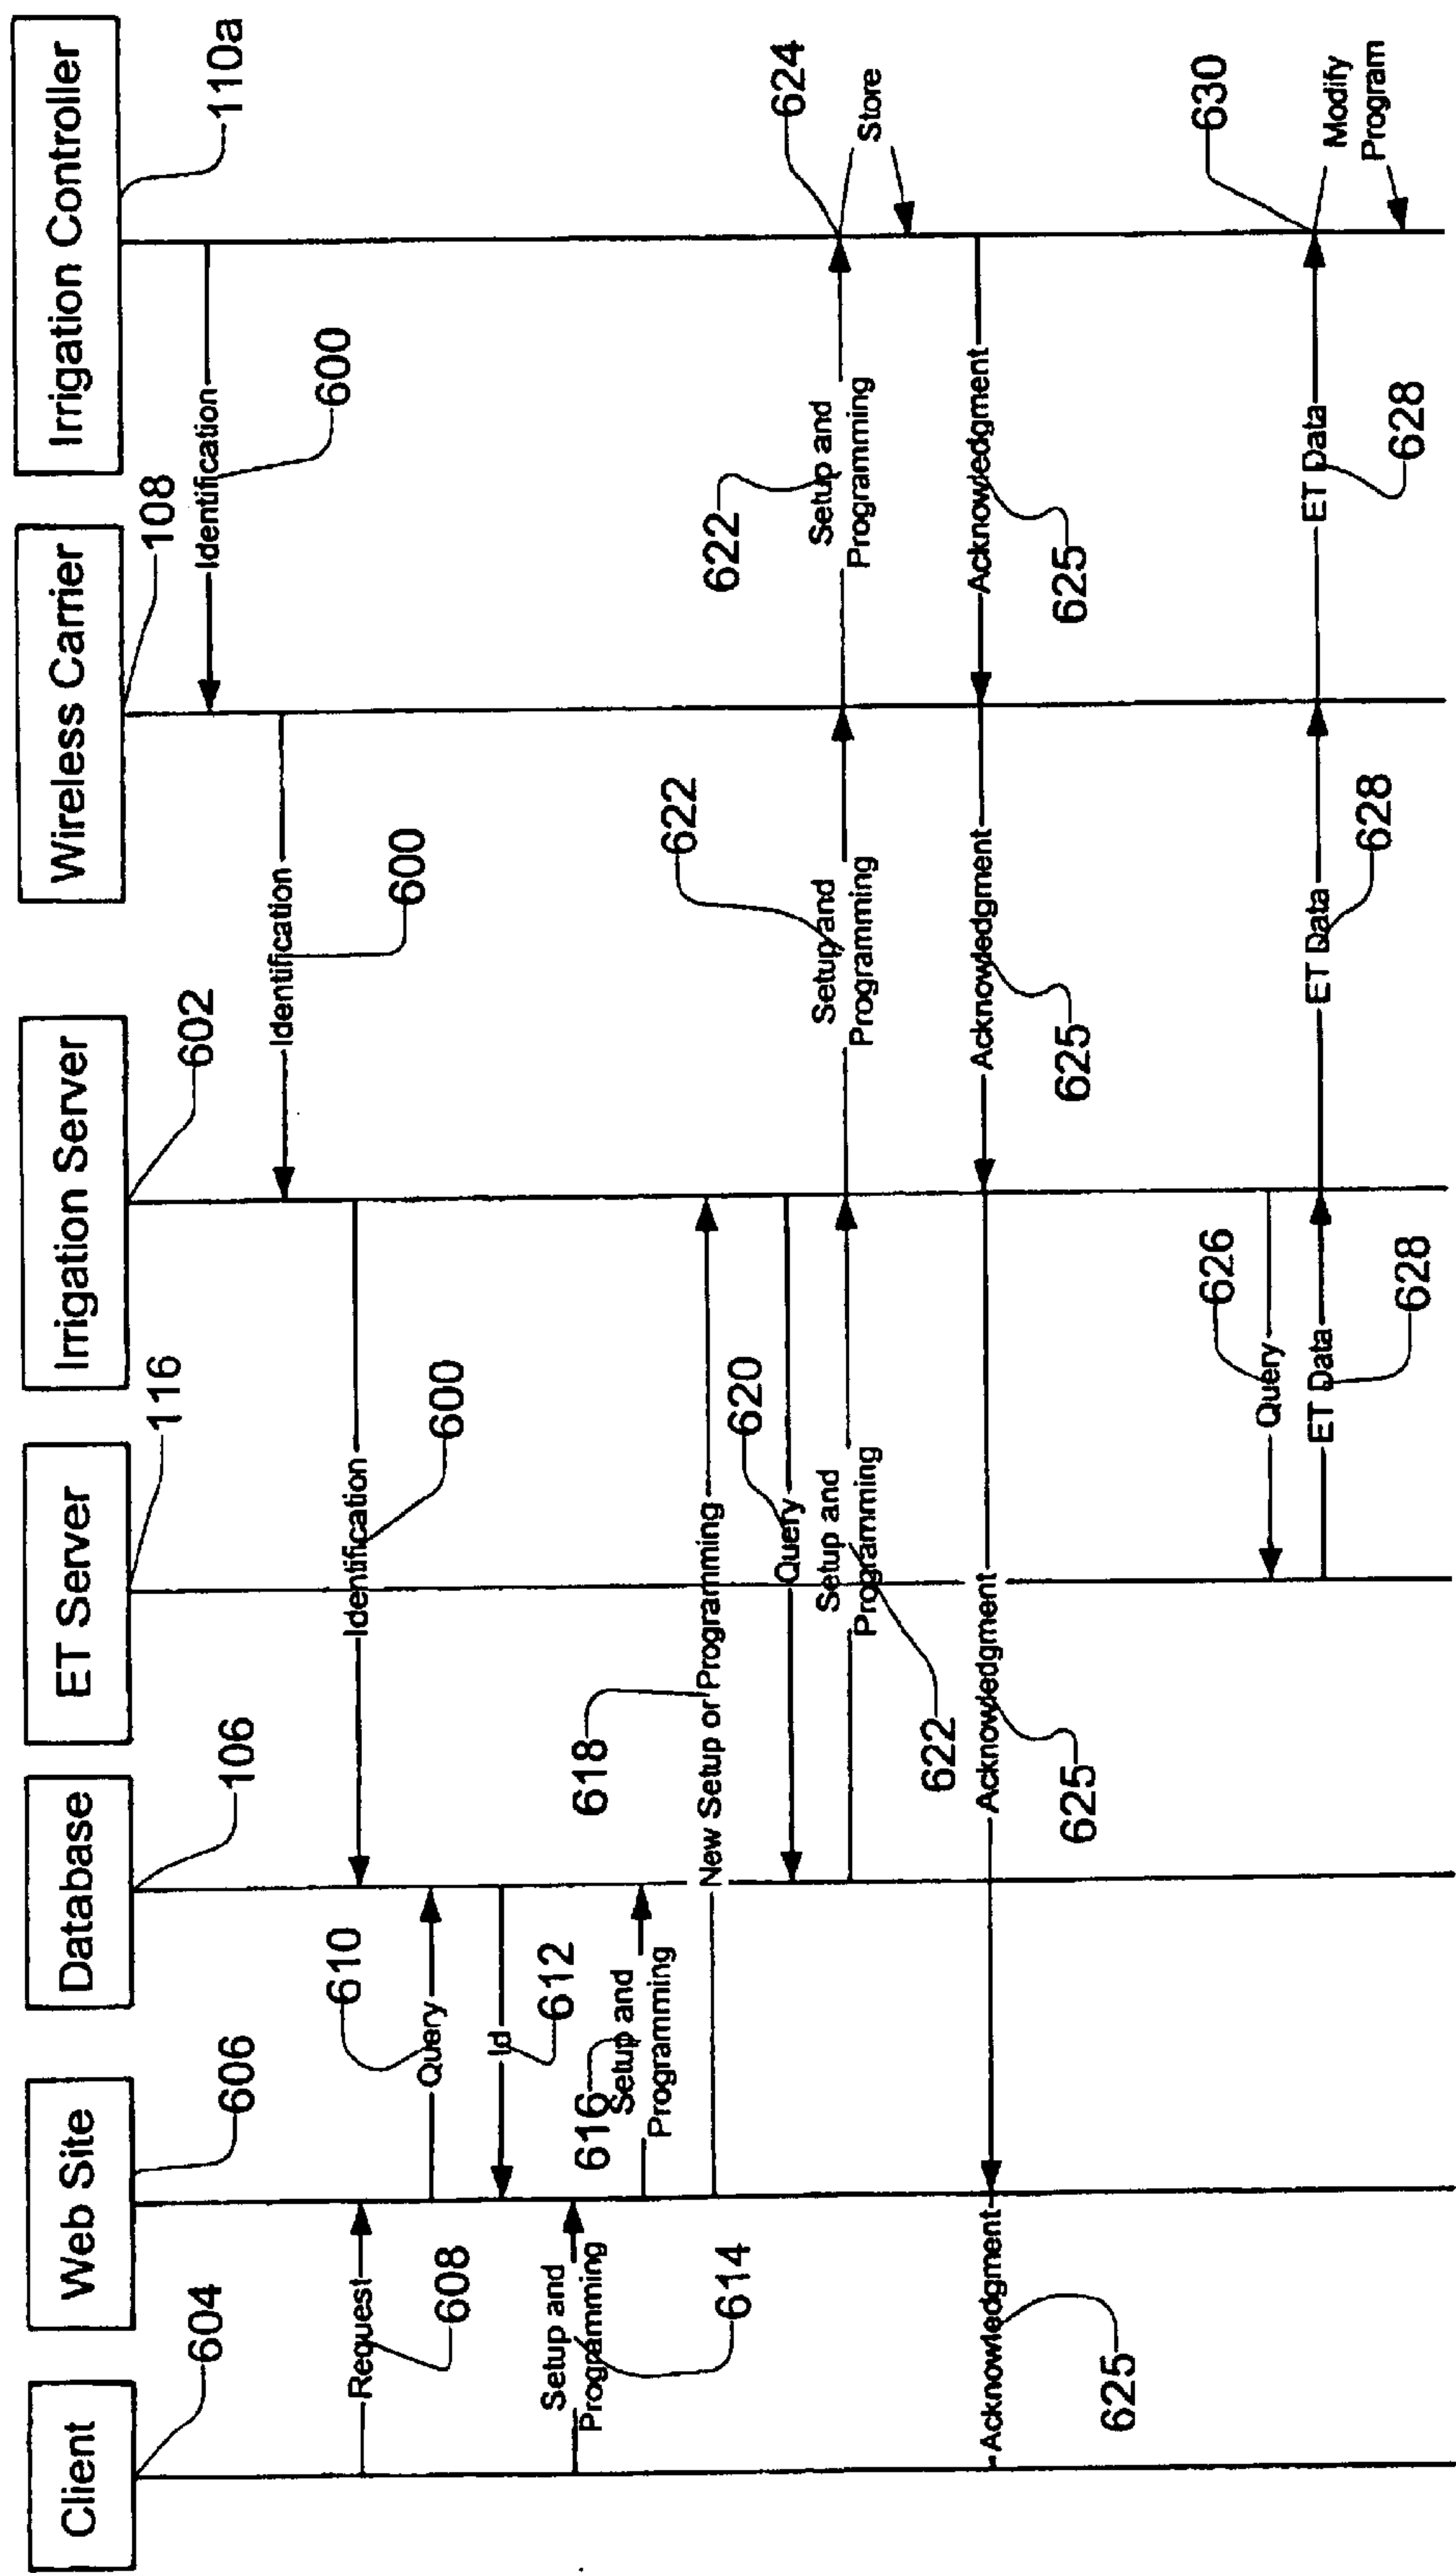 Client
Web Site
Database
ET Server
Irrigation Server
Wireless Carrier
Irrigation Controller
604
606
106
116
602
108
110a
Identification
600
Identification
600
Request
608
Identification
600
Query
610
Id
612
Setup and
Programming
614
616
Setup and
Programming
618
New Setup or Programming
620
Query
Setup and
Programming
622
Setup and
Programming
622
622
Setup and
Programming
624
Store
Acknowledgment
625
Acknowledgment
625
Acknowledgment
625
Acknowledgment
625
626
Query
ET Data
628
ET Data
628
ET Data
628
630
Modify
Program